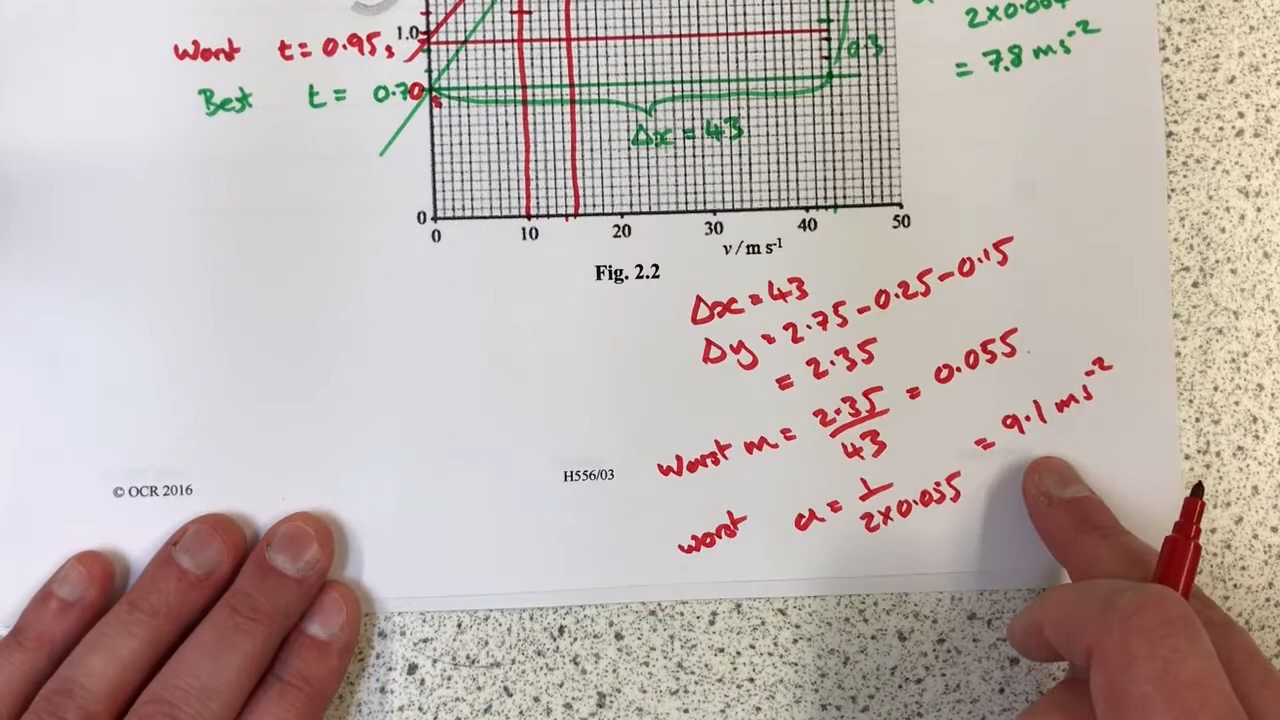 2×0.064
= 7.8 ms⁻²
1.0
Worst t = 0.95 s
0.3
Best t = 0.70 s
Δx = 43
0
0 10 20 30 40 50
v / m s⁻¹
Fig. 2.2
Δx = 43
Δy = 2.75 - 0.25 - 0.15
= 2.35
Worst m = 2.35/43 = 0.055
worst a = 1/2×0.055 = 9.1 ms⁻²
H556/03
© OCR 2016